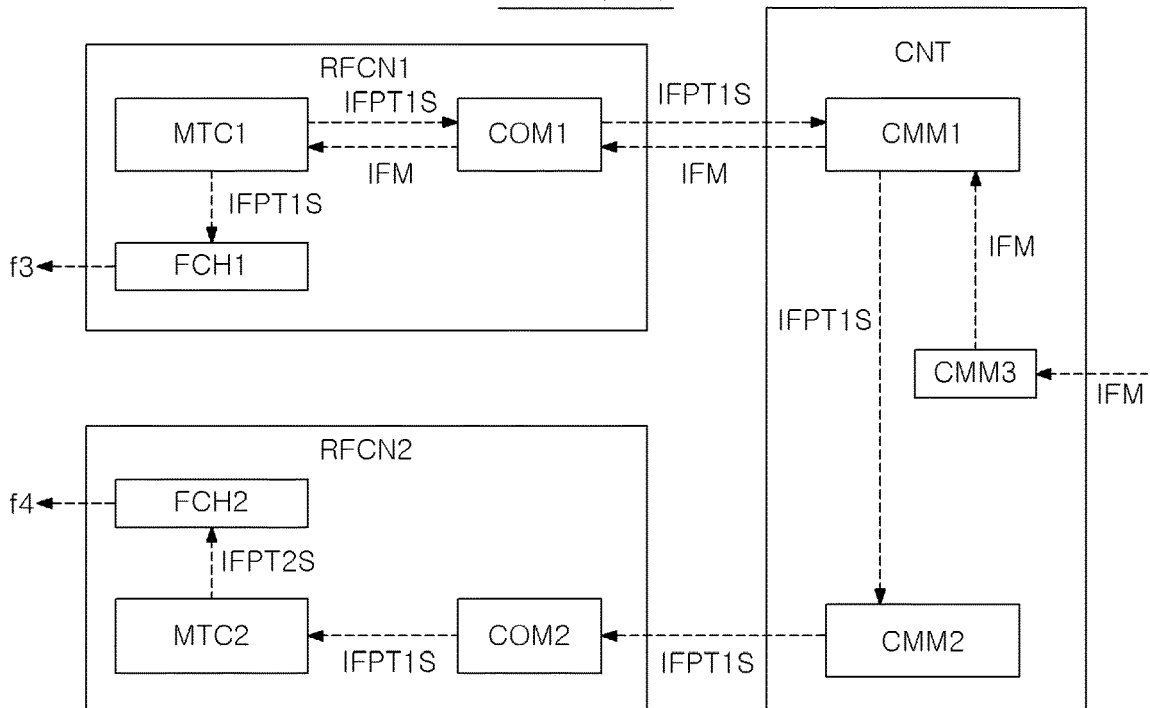 RFCN1
CNT
MTC1
IFPT1S
COM1
IFPT1S
CMM1
IFM
IFM
IFPT1S
FCH1
f3
IFM
IFPT1S
CMM3
IFM
RFCN2
FCH2
f4
IFPT2S
MTC2
IFPT1S
COM2
IFPT1S
CMM2